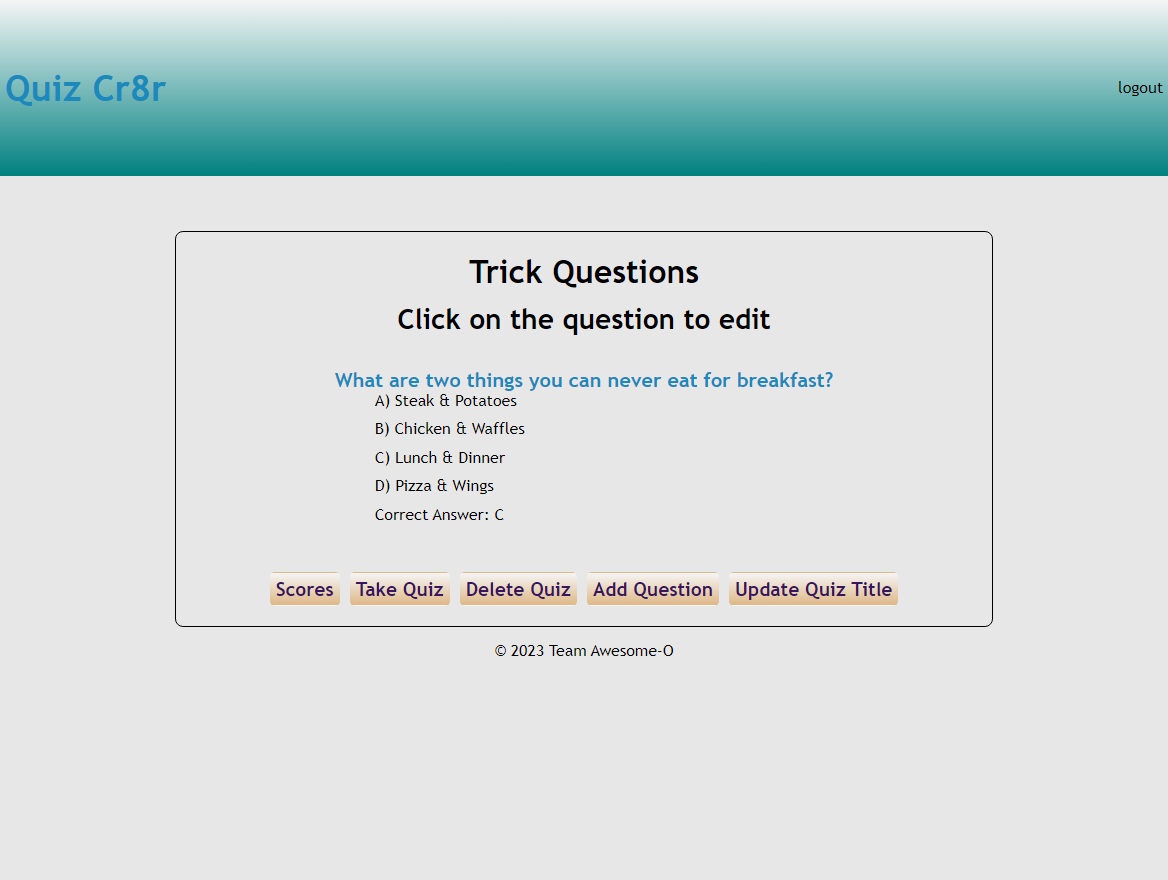 Quiz Cr8r
logout
Trick Questions
Click on the question to edit
What are two things you can never eat for breakfast?
A) Steak & Potatoes
B) Chicken & Waffles
C) Lunch & Dinner
D) Pizza & Wings
Correct Answer: C
Scores Take Quiz Delete Quiz Add Question Update Quiz Title
© 2023 Team Awesome-O